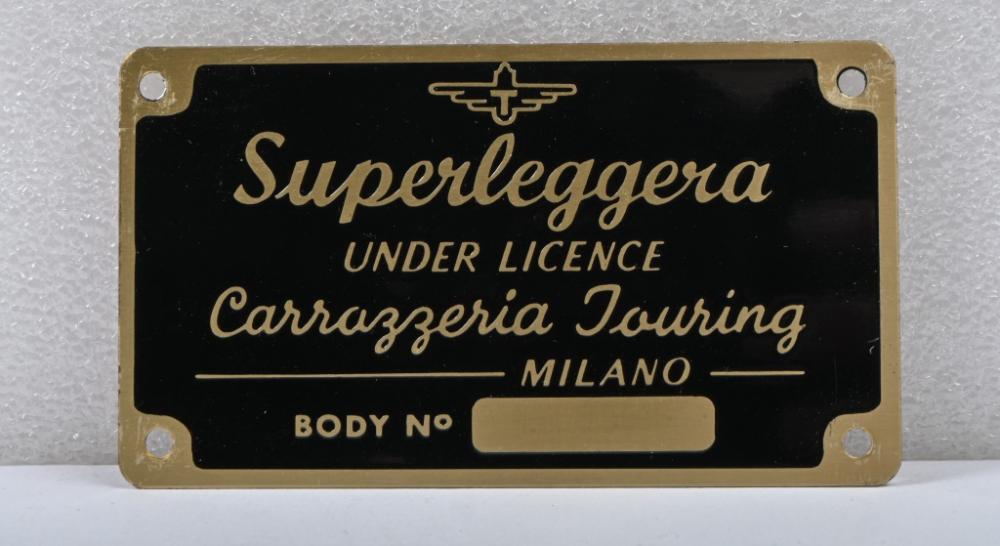 T
Superleggera
UNDER LICENCE
Carrozzeria Touring
MILANO
BODY Nº